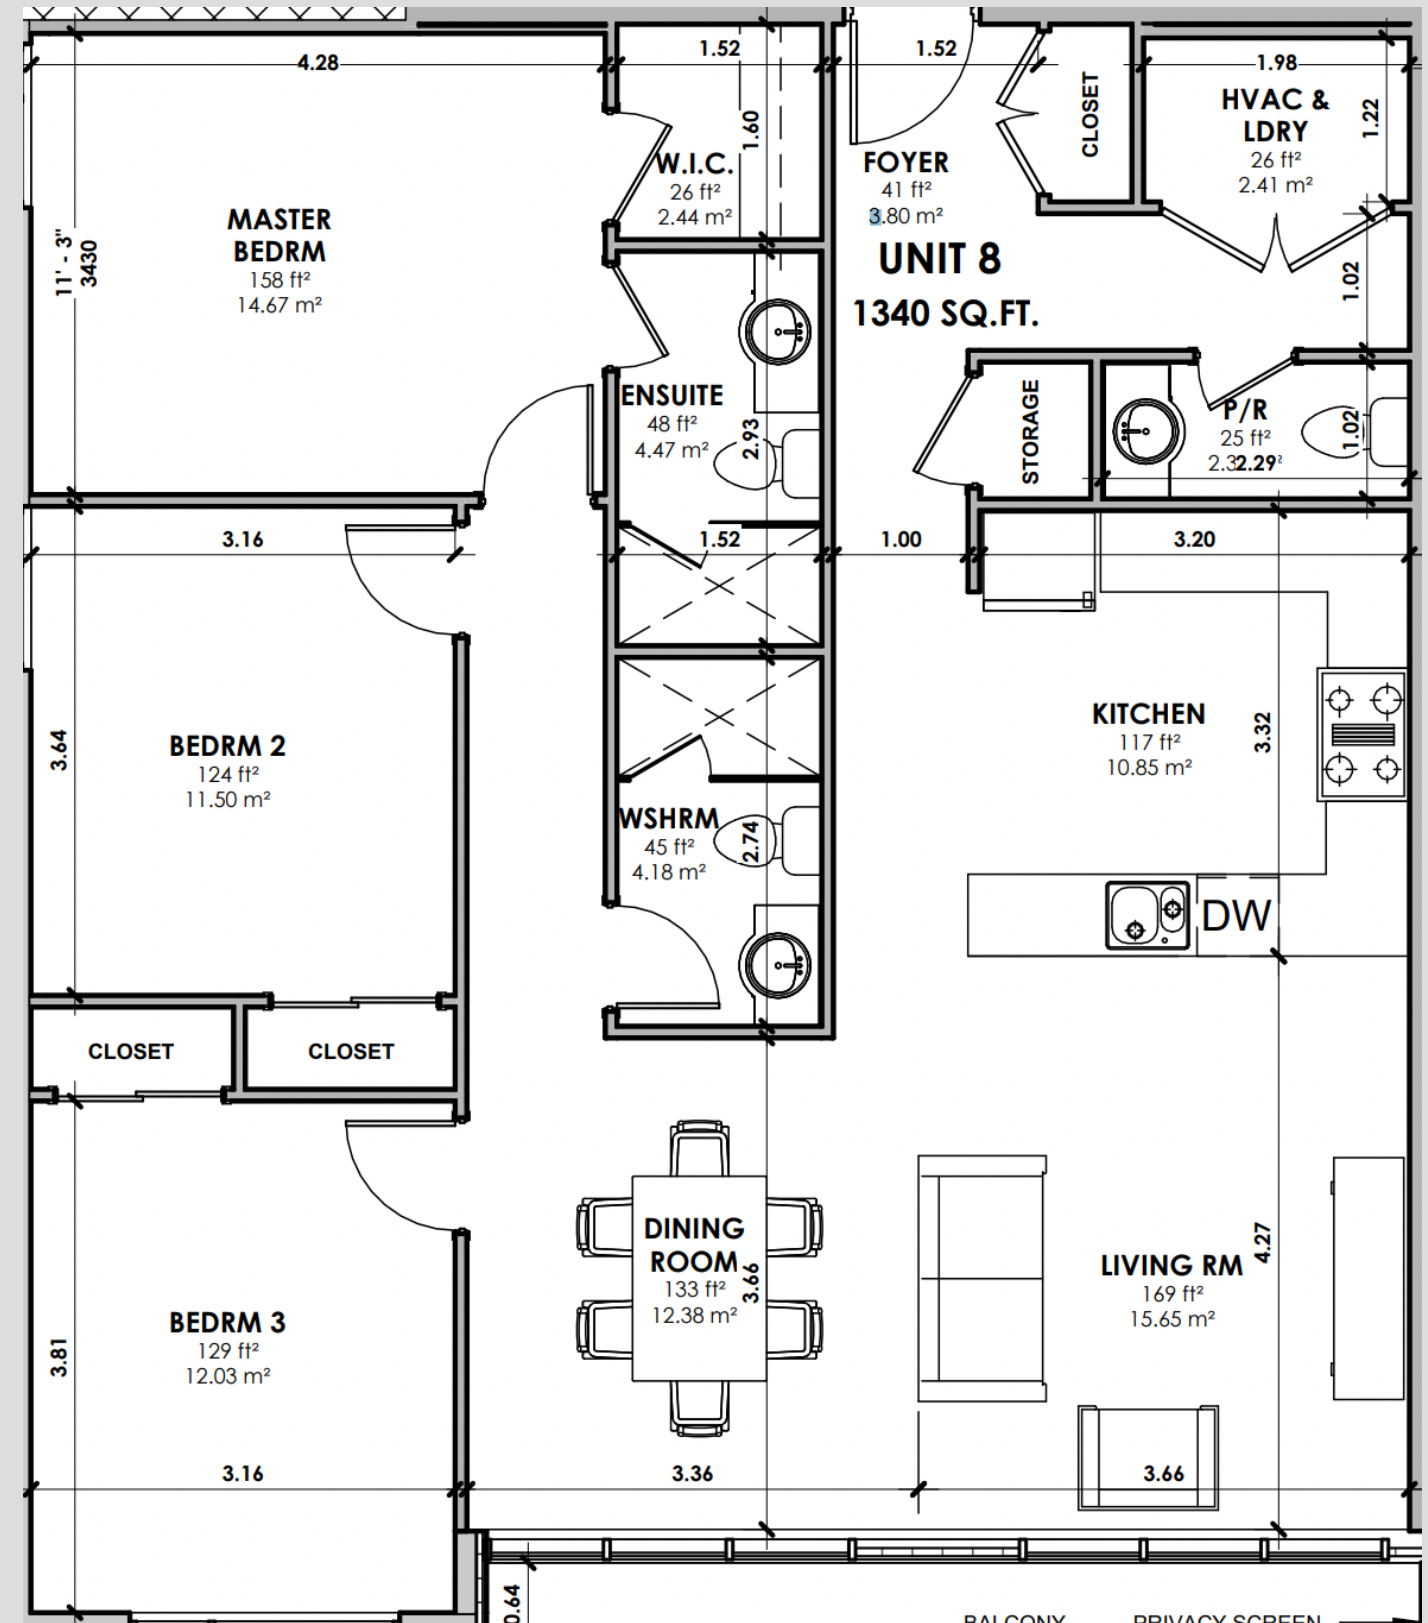 4.28
1.52
1.52
1.98
1.60
CLOSET
HVAC &
LDRY
26 ft²
2.41 m²
1.22
W.I.C.
26 ft²
2.44 m²
FOYER
41 ft²
3.80 m²
MASTER
BEDRM
158 ft²
14.67 m²
11' - 3"
3430
UNIT 8
1340 SQ.FT.
1.02
ENSUITE
48 ft²
4.47 m²
2.93
STORAGE
P/R
25 ft²
2.29²
1.02
3.16
1.52
1.00
3.20
BEDRM 2
124 ft²
11.50 m²
3.64
KITCHEN
117 ft²
10.85 m²
3.32
WSHRM
45 ft²
4.18 m²
2.74
DW
CLOSET
CLOSET
DINING
ROOM
133 ft²
12.38 m²
3.66
LIVING RM
169 ft²
15.65 m²
4.27
BEDRM 3
129 ft²
12.03 m²
3.81
3.16
3.36
3.66
0.64
BALCONY
PRIVACY SCREEN